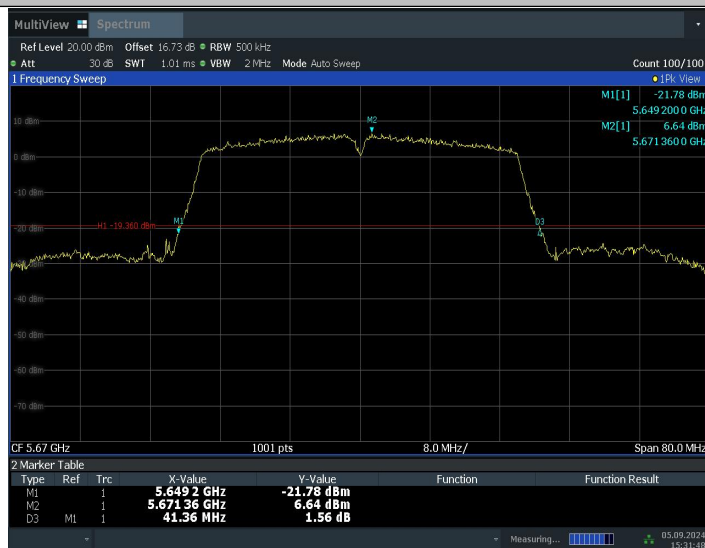 MultiView Spectrum
Ref Level 20.00 dBm Offset 16.73 dB RBW 500 kHz
Att 30 dB SWT 1.01 ms VBW 2 MHz Mode Auto Sweep Count 100/100
1 Frequency Sweep 1Pk View
M1[1] -21.78 dBm
5.649 200 0 GHz
M2[1] 6.64 dBm
5.671 360 0 GHz
M2
10 dBm
0 dBm
-10 dBm
M1
D3
H1 -19.360 dBm
-20 dBm
-40 dBm
-50 dBm
-60 dBm
-70 dBm
CF 5.67 GHz 1001 pts 8.0 MHz/ Span 80.0 MHz
2 Marker Table
Type Ref Trc X-Value Y-Value Function Function Result
M1 1 5.649 2 GHz -21.78 dBm
M2 1 5.671 36 GHz 6.64 dBm
D3 M1 1 41.36 MHz 1.56 dB
Measuring... 05.09.2024
15:31:48